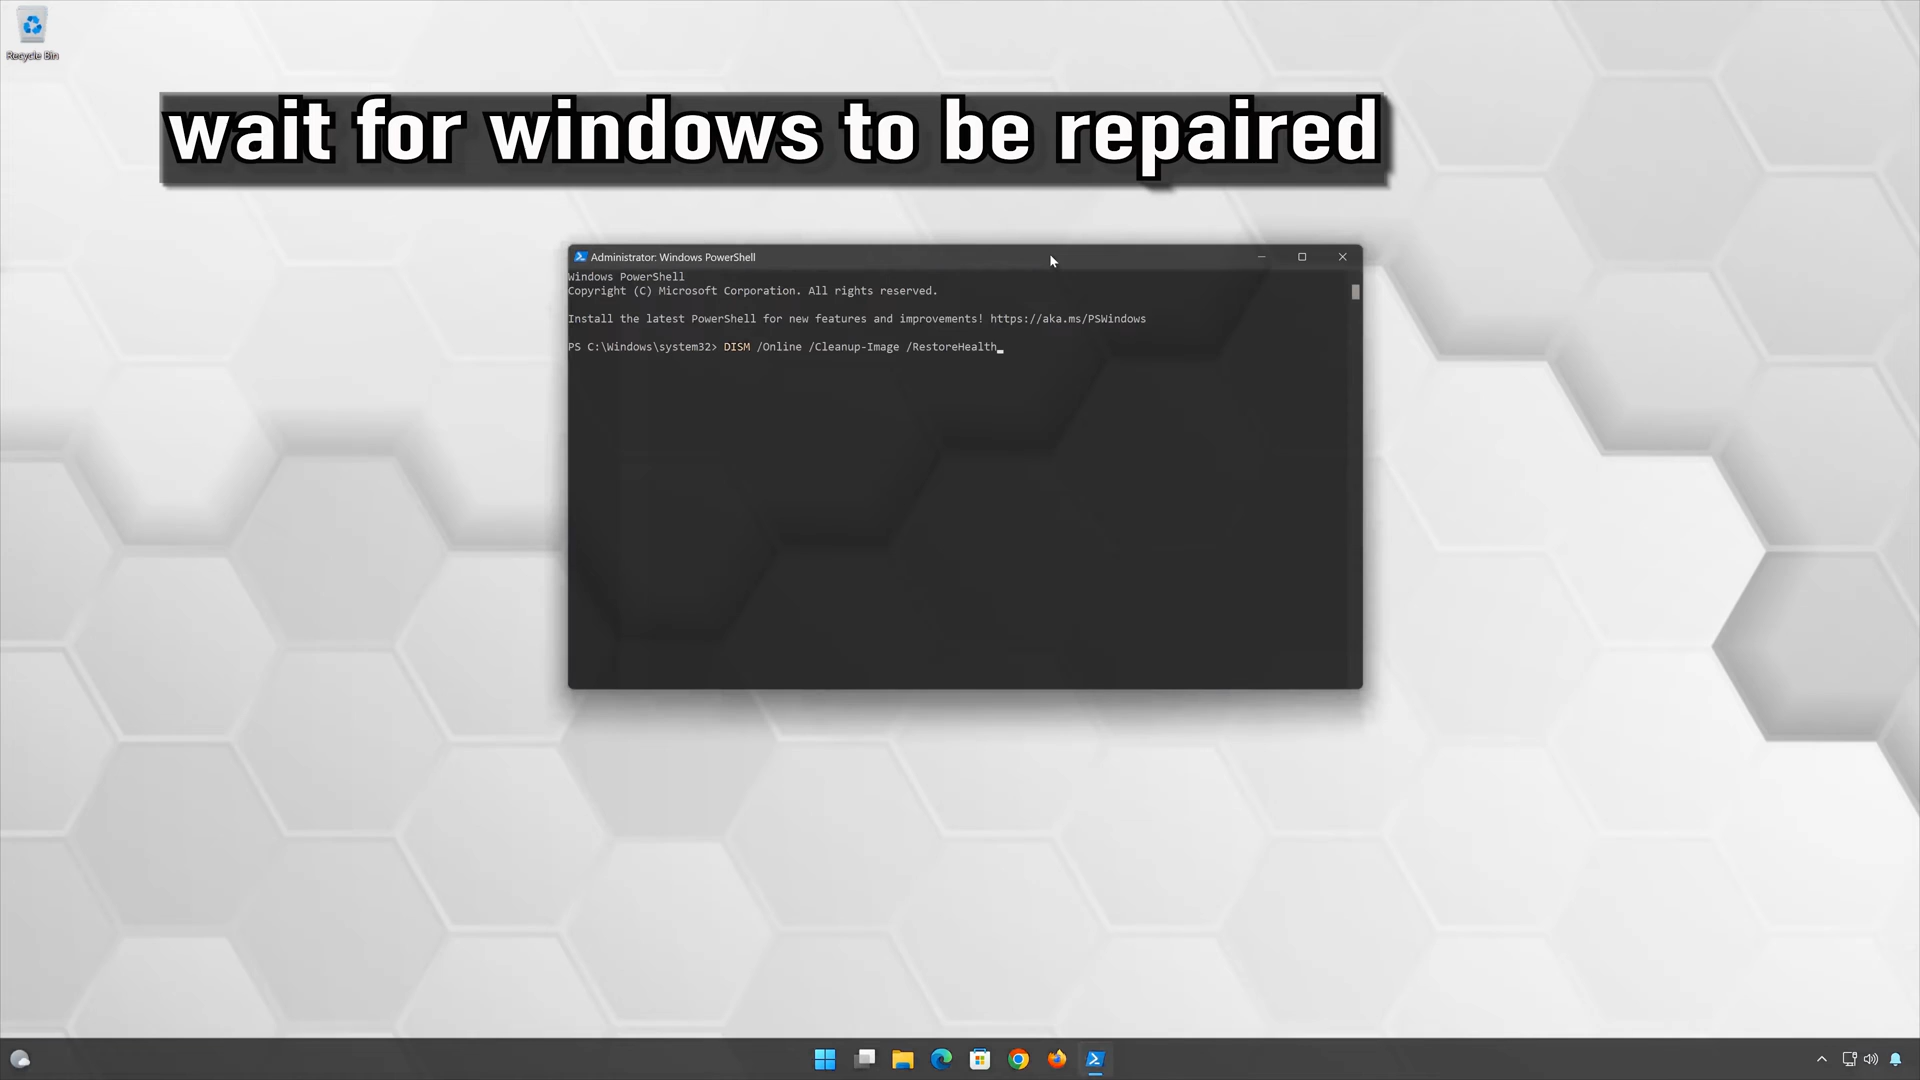 Recycle Bin
wait for windows to be repaired
Administrator: Windows PowerShell
Windows PowerShell
Copyright (C) Microsoft Corporation. All rights reserved.
Install the latest PowerShell for new features and improvements! https://aka.ms/PSWindows
PS C:\Windows\system32> DISM /Online /Cleanup-Image /RestoreHealth_